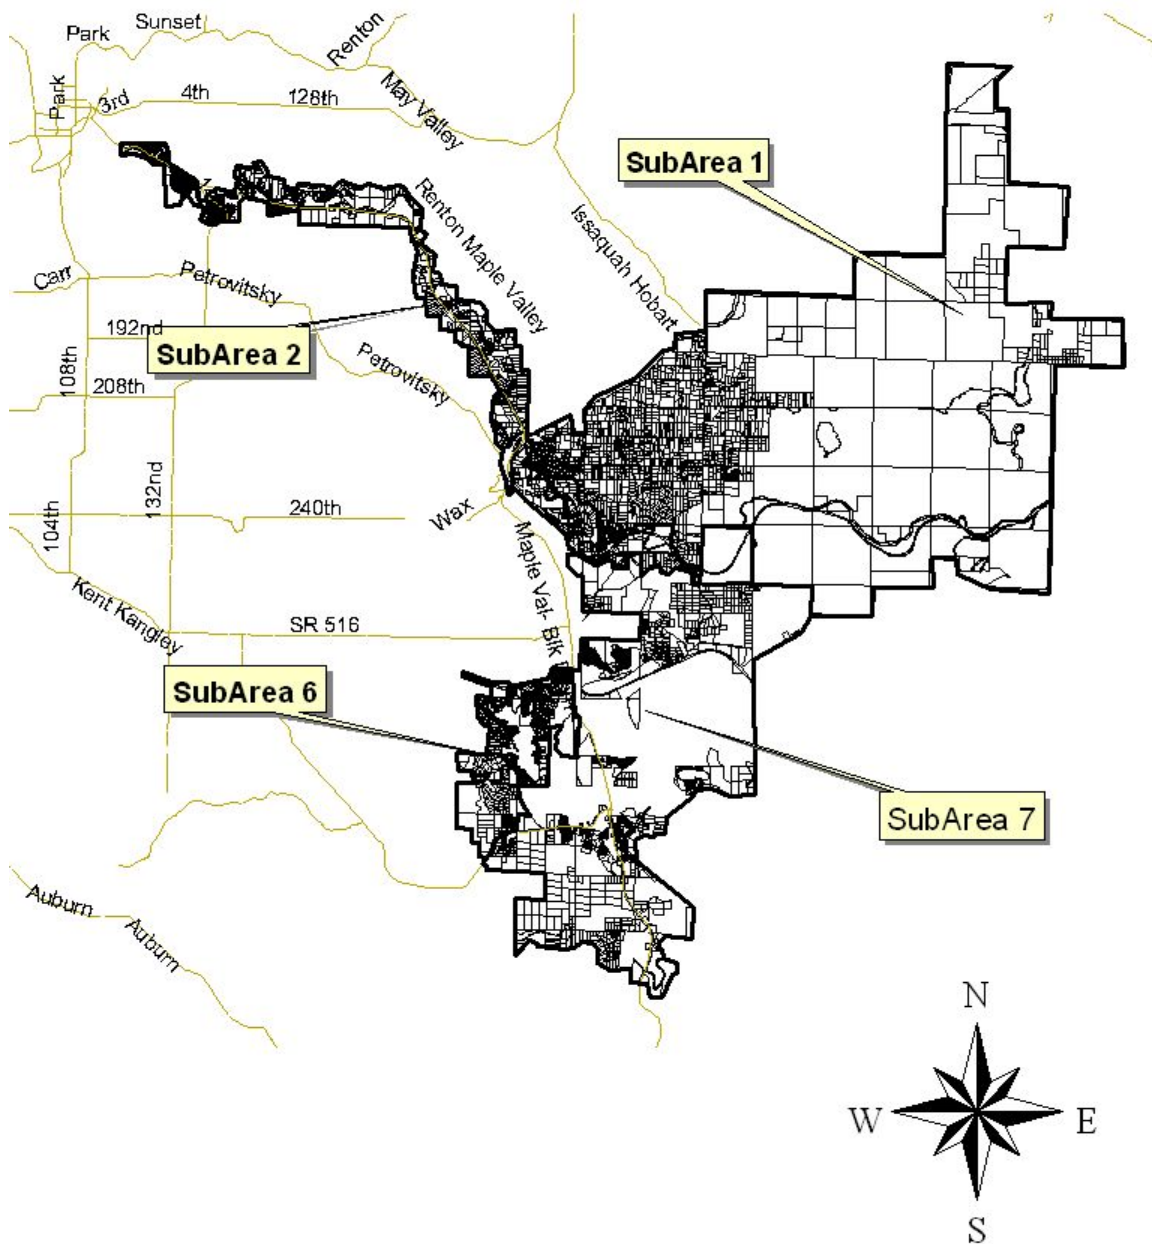 Sunset
Park
Renton
Park
3rd
4th
128th
May Valley
SubArea 1
Renton Maple Valley
Issaquah Hobart
Carr
Petrovitsky
192nd
SubArea 2
108th
208th
Petrovitsky
132nd
104th
240th
Wax
Maple Val- Blk
Kent Kangley
SR 516
SubArea 6
SubArea 7
Auburn
Auburn
N
W
E
S